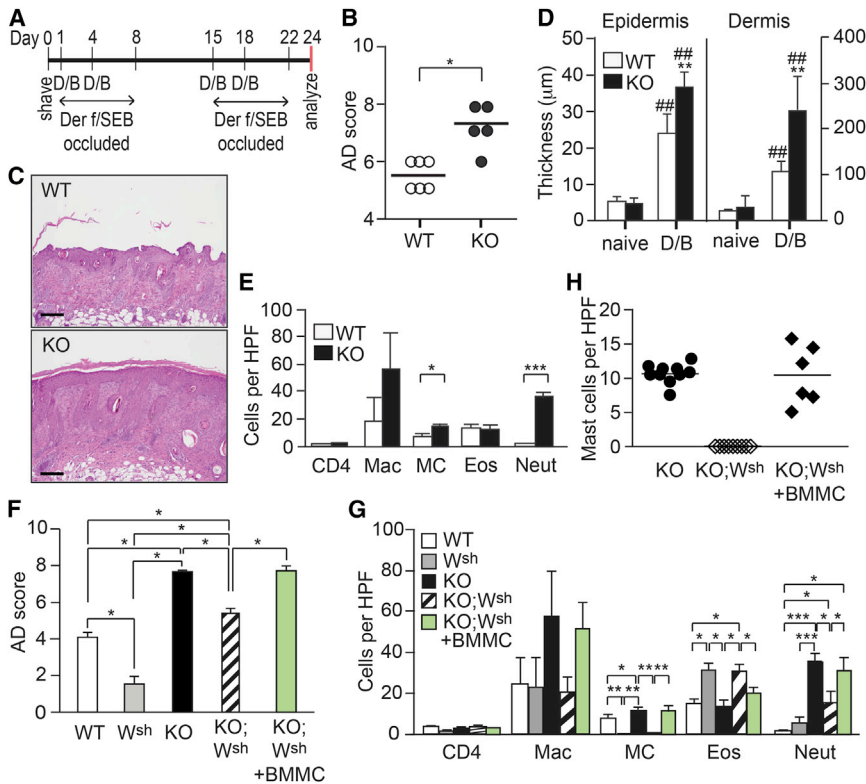 A
Day 0 1 4 8 15 18 22 24
shave
D/B D/B
D/B D/B
analyze
Der f/SEB
occluded
Der f/SEB
occluded
B
AD score
10
8
6
4
*
WT KO
C
WT
KO
D
Epidermis Dermis
Thickness (μm)
50
40
30
20
10
0
400
300
200
100
0
WT
KO
##
##
**
##
##
**
naive D/B naive D/B
E
Cells per HPF
100
80
60
40
20
0
WT
KO
*
***
CD4 Mac MC Eos Neut
H
Mast cells per HPF
20
15
10
5
0
KO KO;Wsh KO;Wsh
+BMMC
F
AD score
10
8
6
4
2
0
*
*
* * *
*
*
WT Wsh KO KO;
Wsh
KO;
Wsh
+BMMC
G
Cells per HPF
100
80
60
40
20
0
WT
Wsh
KO
KO;Wsh
KO;Wsh
+BMMC
*
** ** ** **
*
* * * *
*
*
*** * *
***
CD4 Mac MC Eos Neut